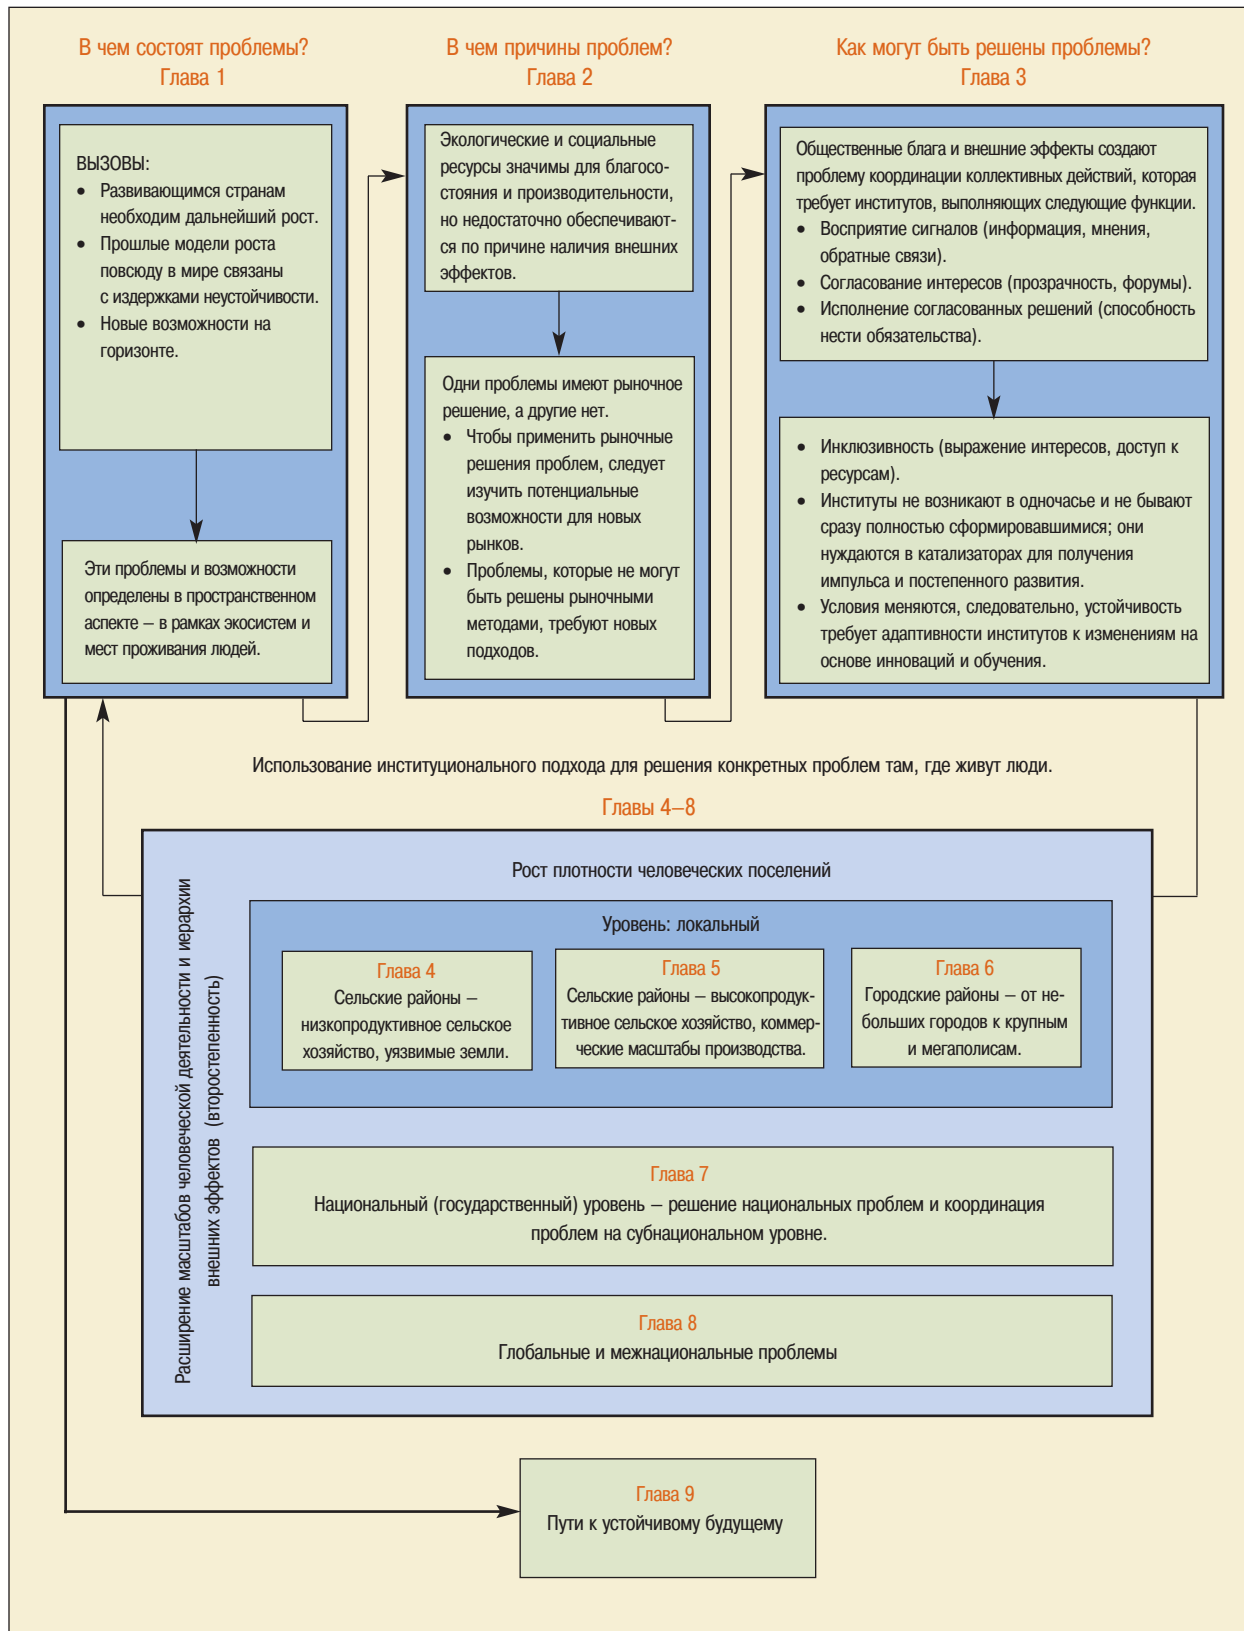 В чем состоят проблемы?
Глава 1
ВЫЗОВЫ:
• Развивающимся странам
необходим дальнейший рост.
• Прошлые модели роста
повсюду в мире связаны
с издержками неустойчивости.
• Новые возможности на
горизонте.
Эти проблемы и возможности
определены в пространственном
аспекте – в рамках экосистем и
мест проживания людей.
В чем причины проблем?
Глава 2
Экологические и социальные
ресурсы значимы для благосо-
стояния и производительности,
но недостаточно обеспечивают-
ся по причине наличия внешних
эффектов.
Одни проблемы имеют рыночное
решение, а другие нет.
• Чтобы применить рыночные
решения проблем, следует
изучить потенциальные
возможности для новых
рынков.
• Проблемы, которые не могут
быть решены рыночными
методами, требуют новых
подходов.
Как могут быть решены проблемы?
Глава 3
Общественные блага и внешние эффекты создают
проблему координации коллективных действий, которая
требует институтов, выполняющих следующие функции.
• Восприятие сигналов (информация, мнения,
обратные связи).
• Согласование интересов (прозрачность, форумы).
• Исполнение согласованных решений (способность
нести обязательства).
• Инклюзивность (выражение интересов, доступ к
ресурсам).
• Институты не возникают в одночасье и не бывают
сразу полностью сформировавшимися; они
нуждаются в катализаторах для получения
импульса и постепенного развития.
• Условия меняются, следовательно, устойчивость
требует адаптивности институтов к изменениям на
основе инноваций и обучения.
Использование институционального подхода для решения конкретных проблем там, где живут люди.
Главы 4–8
Расширение масштабов человеческой деятельности и иерархии
внешних эффектов (второстепенность)
Рост плотности человеческих поселений
Уровень: локальный
Глава 4
Сельские районы –
низкопродуктивное сельское
хозяйство, уязвимые земли.
Глава 5
Сельские районы – высокопродук-
тивное сельское хозяйство, коммер-
ческие масштабы производства.
Глава 6
Городские районы – от не-
больших городов к крупным
и мегаполисам.
Глава 7
Национальный (государственный) уровень – решение национальных проблем и координация
проблем на субнациональном уровне.
Глава 8
Глобальные и межнациональные проблемы
Глава 9
Пути к устойчивому будущему